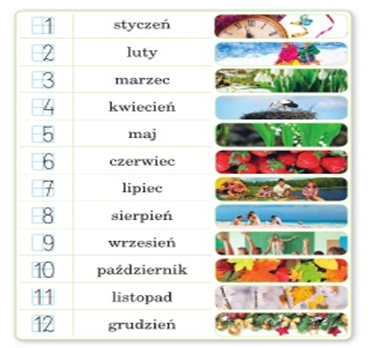 1 styczeń
2 luty
3 marzec
4 kwiecień
5 maj
6 czerwiec
7 lipiec
8 sierpień
9 wrzesień
10 październik
11 listopad
12 grudzień